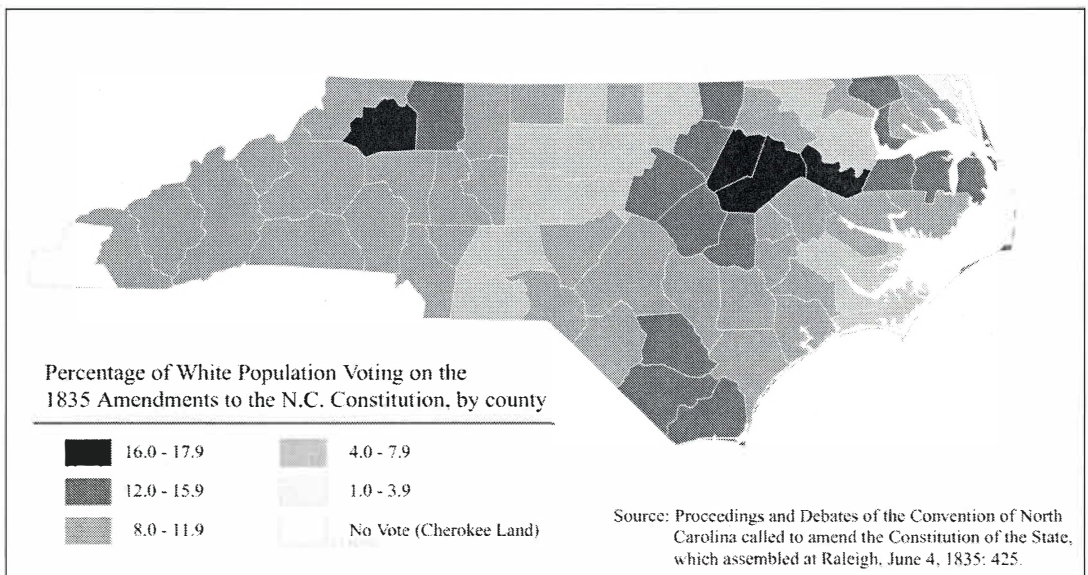 Percentage of White Population Voting on the
1835 Amendments to the N.C. Constitution, by county
16.0 - 17.9
12.0 - 15.9
8.0 - 11.9
4.0 - 7.9
1.0 - 3.9
No Vote (Cherokee Land)
Source: Proceedings and Debates of the Convention of North
Carolina called to amend the Constitution of the State,
which assembled at Raleigh, June 4, 1835: 425.